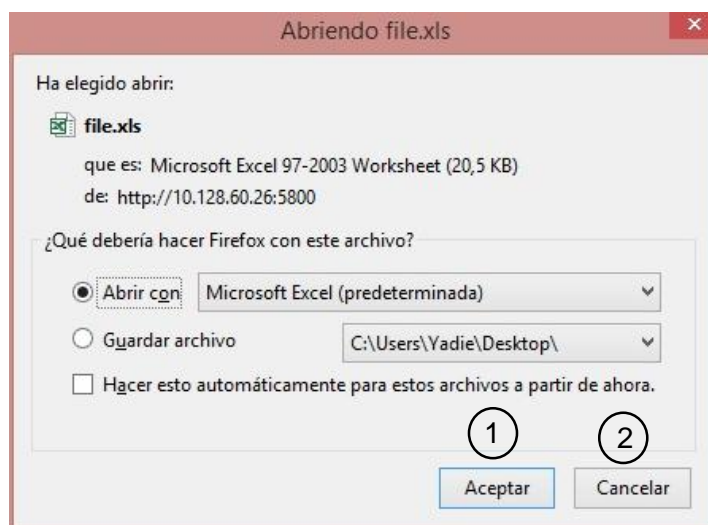 Abriendo file.xls
Ha elegido abrir:
file.xls
que es: Microsoft Excel 97-2003 Worksheet (20,5 KB)
de: http://10.128.60.26:5800
¿Qué debería hacer Firefox con este archivo?
Abrir con Microsoft Excel (predeterminada)
Guardar archivo C:\Users\Yadie\Desktop\
Hacer esto automáticamente para estos archivos a partir de ahora.
1 2
Aceptar Cancelar